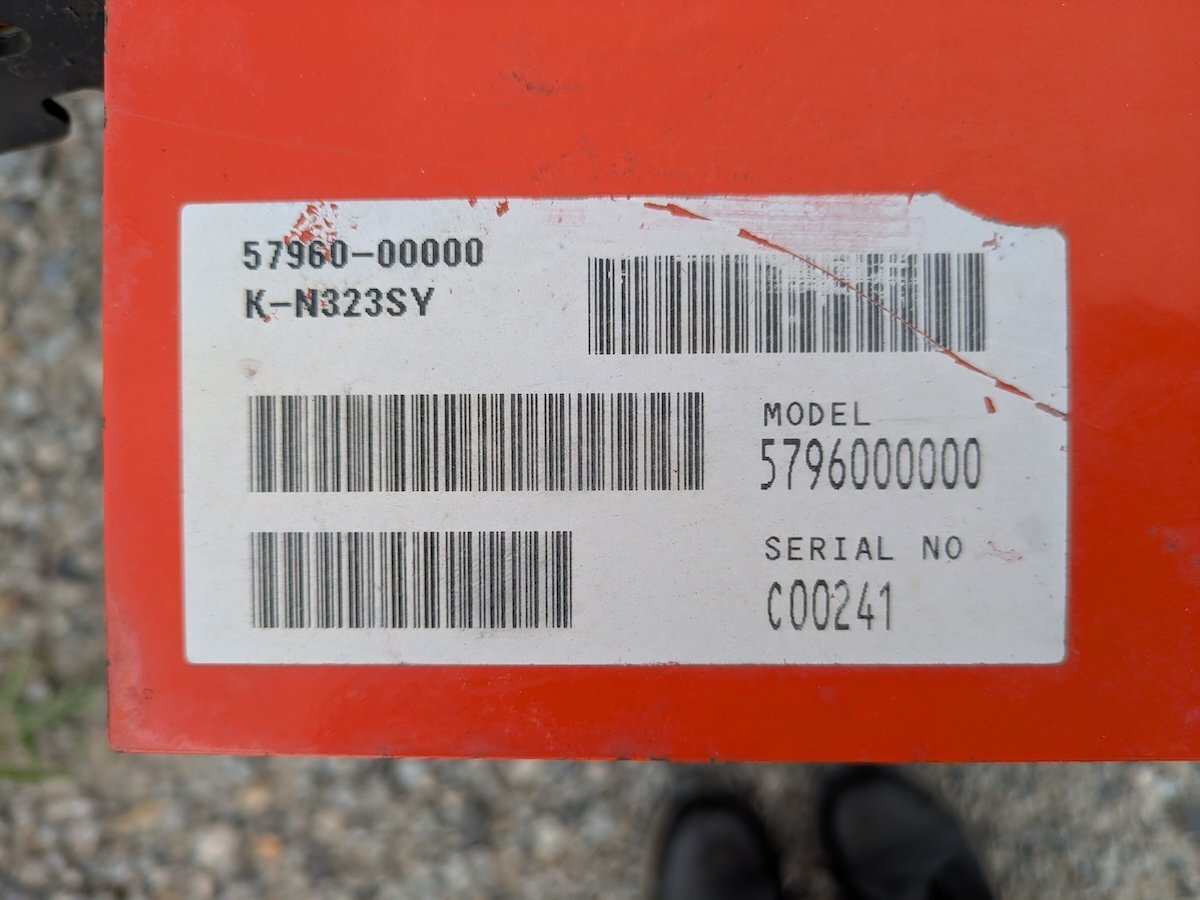 57960-00000
K-N323SY
MODEL
5796000000
SERIAL NO
C00241